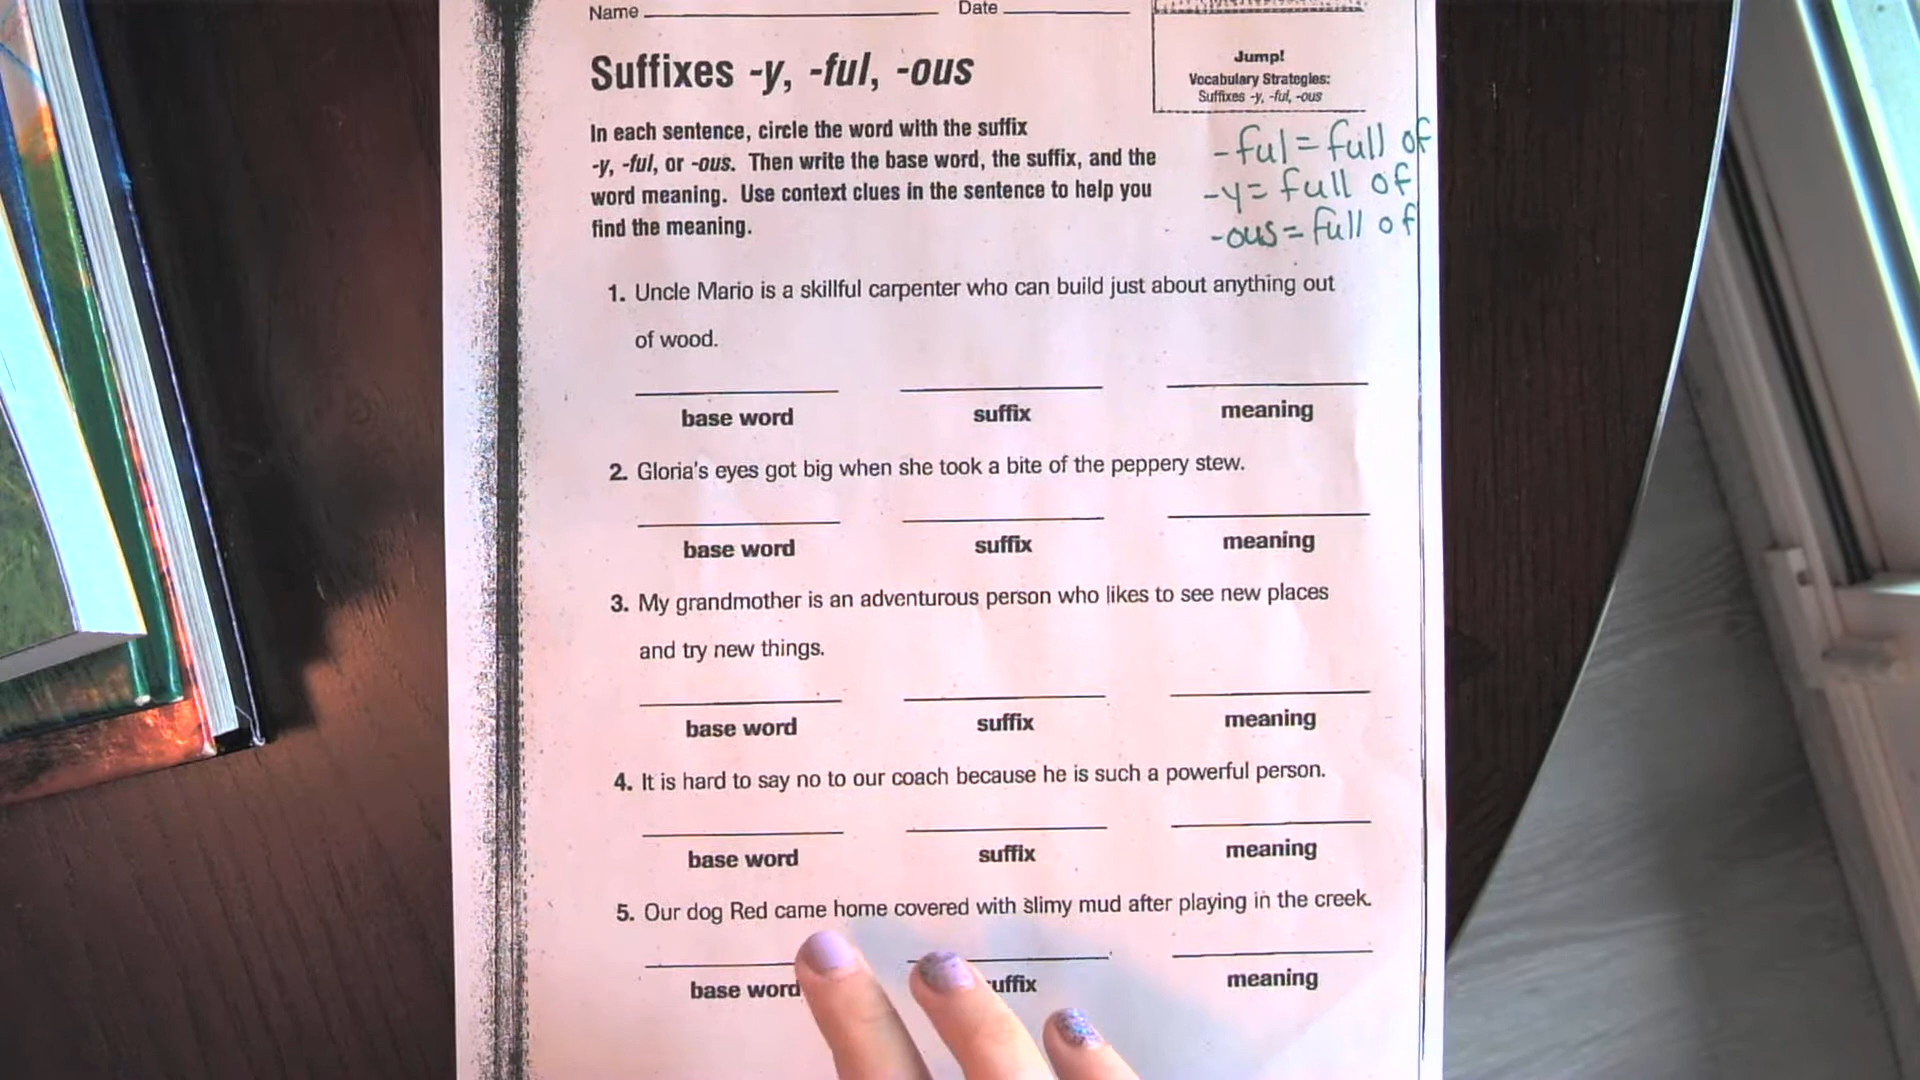 Name Date
Jump!
Vocabulary Strategies:
Suffixes -y, -ful, -ous
Suffixes -y, -ful, -ous
In each sentence, circle the word with the suffix
-y, -ful, or -ous. Then write the base word, the suffix, and the
word meaning. Use context clues in the sentence to help you
find the meaning.
-ful = full of
-y = full of
-ous = full of
1. Uncle Mario is a skillful carpenter who can build just about anything out
of wood.
base word suffix meaning
2. Gloria's eyes got big when she took a bite of the peppery stew.
base word suffix meaning
3. My grandmother is an adventurous person who likes to see new places
and try new things.
base word suffix meaning
4. It is hard to say no to our coach because he is such a powerful person.
base word suffix meaning
5. Our dog Red came home covered with slimy mud after playing in the creek.
base word uffix meaning